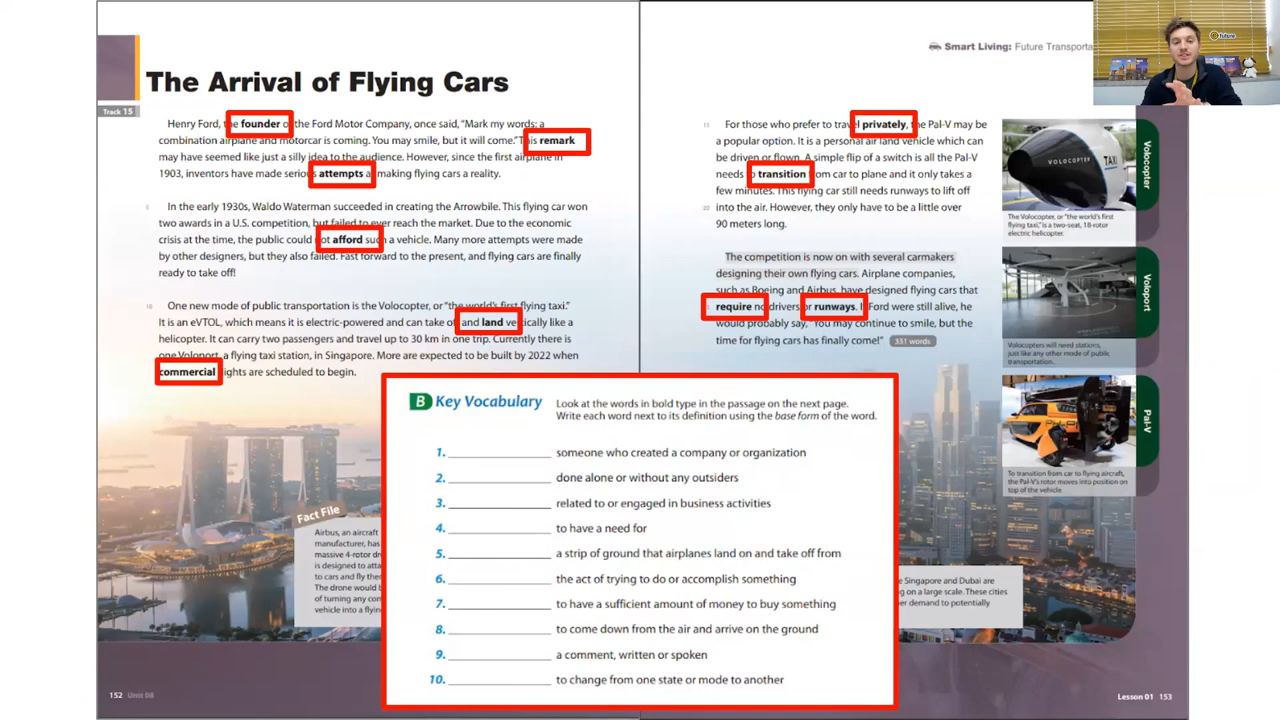 The Arrival of Flying Cars
Track 15
Henry Ford, the founder of the Ford Motor Company, once said, "Mark my words: a
combination airplane and motorcar is coming. You may smile, but it will come." This remark
may have seemed like just a silly idea to the audience. However, since the first airplane in
1903, inventors have made serious attempts at making flying cars a reality.
5
In the early 1930s, Waldo Waterman succeeded in creating the Arrowbile. This flying car won
two awards in a U.S. competition, but failed to ever reach the market. Due to the economic
crisis at the time, the public could not afford such a vehicle. Many more attempts were made
by other designers, but they also failed. Fast forward to the present, and flying cars are finally
ready to take off!
10
One new mode of public transportation is the Volocopter, or "the world's first flying taxi."
It is an eVTOL, which means it is electric-powered and can take off and land vertically like a
helicopter. It can carry two passengers and travel up to 30 km in one trip. Currently there is
one Voloport, a flying taxi station, in Singapore. More are expected to be built by 2022 when
commercial flights are scheduled to begin.
Fact File
Airbus, an aircraft
manufacturer, has
massive 4-rotor
is designed to
to cars and fly
The drone would
of turning any
vehicle into a
152 Unit 08
Smart Living: Future
15
For those who prefer to travel privately, the Pal-V may be
a popular option. It is a personal air land vehicle which can
be driven or flown. A simple flip of a switch is all the Pal-V
needs to transition from car to plane and it only takes a
few minutes. This flying car still needs runways to lift off
20
into the air. However, they only have to be a little over
90 meters long.
The competition is now on with several carmakers
designing their own flying cars. Airplane companies,
such as Boeing and Airbus, have designed flying cars that
require no drivers or runways. If Ford were still alive, he
would probably say, "You may continue to smile, but the
time for flying cars has finally come!" 331 words
future
VOLOCOPTER TAXI
Volocopter
The Volocopter, or "the world's first
flying taxi," is a two-seat, 18-rotor
electric helicopter.
Voloport
Volocopters will need stations,
just like any other mode of public
transportation.
Pal-V
To transition from car to flying aircraft,
the Pal-V's rotor moves into position on
top of the vehicle.
Singapore and Dubai are
on a large scale. These cities
demand to potentially
Lesson 01 153
B Key Vocabulary
Look at the words in bold type in the passage on the next page.
Write each word next to its definition using the base form of the word.
1. ____________ someone who created a company or organization
2. ____________ done alone or without any outsiders
3. ____________ related to or engaged in business activities
4. ____________ to have a need for
5. ____________ a strip of ground that airplanes land on and take off from
6. ____________ the act of trying to do or accomplish something
7. ____________ to have a sufficient amount of money to buy something
8. ____________ to come down from the air and arrive on the ground
9. ____________ a comment, written or spoken
10. ____________ to change from one state or mode to another